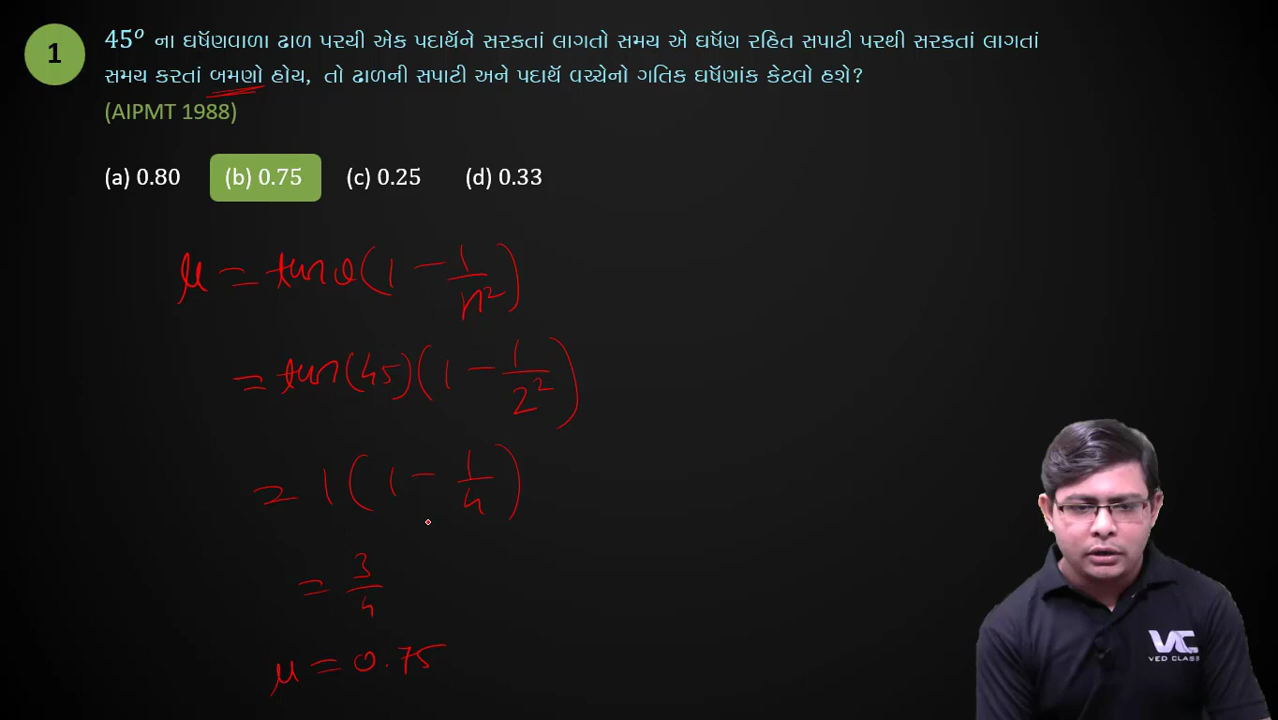 1
45° ના ઘર્ષણવાળા ઢાળ પરથી એક પદાર્થને સરકતાં લાગતો સમય એ ઘર્ષણ રહિત સપાટી પરથી સરકતાં લાગતાં
સમય કરતાં બમણો હોય, તો ઢાળની સપાટી અને પદાર્થ વચ્ચેનો ગતિક ઘર્ષણાંક કેટલો હશે?
(AIPMT 1988)
(a) 0.80 (b) 0.75 (c) 0.25 (d) 0.33
μ = tanθ(1 − 1/n²)
= tan(45)(1 − 1/2²)
= 1(1 − 1/4)
= 3/4
μ = 0.75
VC
VED CLASS